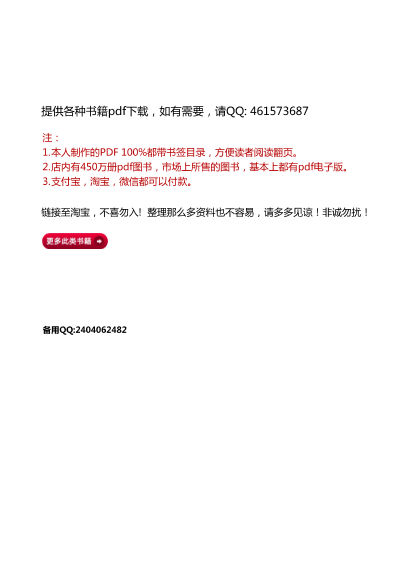 提供各种书籍pdf下载，如有需要，请QQ: 461573687
注：
1.本人制作的PDF 100%都带书签目录，方便读者阅读翻页。
2.店内有450万册pdf图书，市场上所售的图书，基本上都有pdf电子版。
3.支付宝，淘宝，微信都可以付款。
链接至淘宝，不喜勿入！整理那么多资料也不容易，请多多见谅！非诚勿扰！
更多此类书籍
备用QQ:2404062482